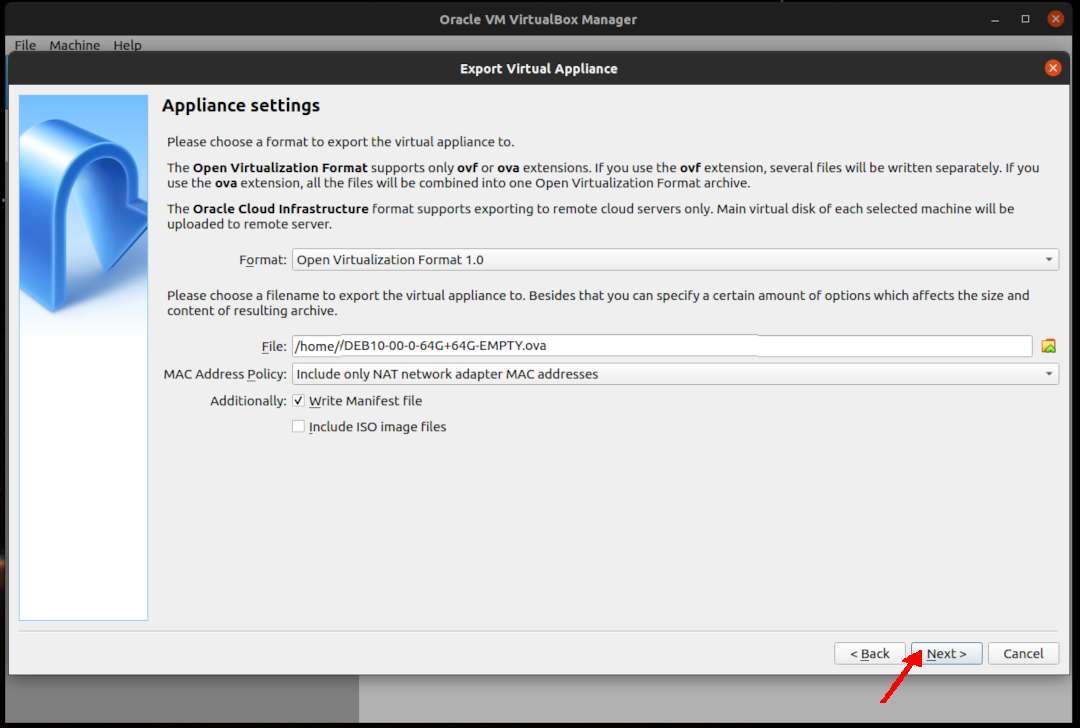 Oracle VM VirtualBox Manager
File Machine Help
Export Virtual Appliance
Appliance settings
Please choose a format to export the virtual appliance to.
The Open Virtualization Format supports only ovf or ova extensions. If you use the ovf extension, several files will be written separately. If you
use the ova extension, all the files will be combined into one Open Virtualization Format archive.
The Oracle Cloud Infrastructure format supports exporting to remote cloud servers only. Main virtual disk of each selected machine will be
uploaded to remote server.
Format: Open Virtualization Format 1.0
Please choose a filename to export the virtual appliance to. Besides that you can specify a certain amount of options which affects the size and
content of resulting archive.
File: /home//DEB10-00-0-64G+64G-EMPTY.ova
MAC Address Policy: Include only NAT network adapter MAC addresses
Additionally: Write Manifest file
Include ISO image files
< Back Next > Cancel